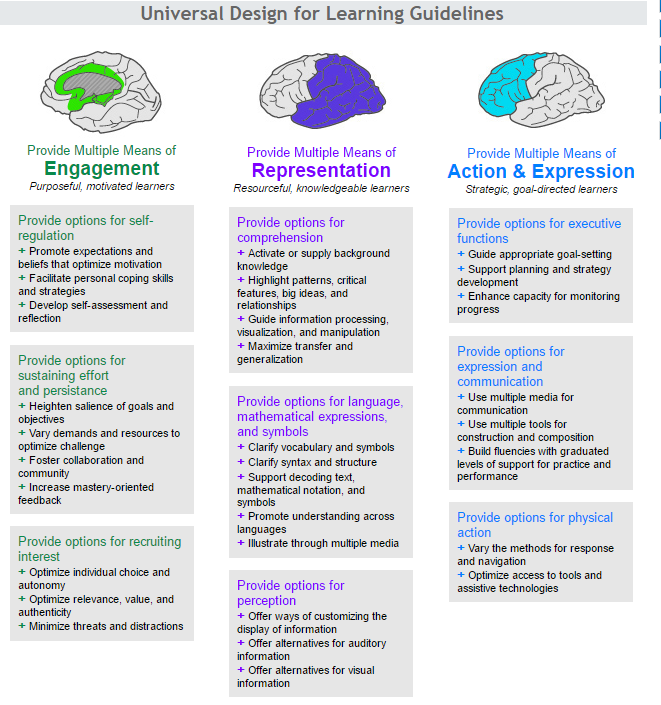 Universal Design for Learning Guidelines
Provide Multiple Means of
Engagement
Purposeful, motivated learners
Provide options for self-
regulation
+ Promote expectations and
beliefs that optimize motivation
+ Facilitate personal coping skills
and strategies
+ Develop self-assessment and
reflection
Provide options for
sustaining effort
and persistance
+ Heighten salience of goals and
objectives
+ Vary demands and resources to
optimize challenge
+ Foster collaboration and
community
+ Increase mastery-oriented
feedback
Provide options for recruiting
interest
+ Optimize individual choice and
autonomy
+ Optimize relevance, value, and
authenticity
+ Minimize threats and distractions
Provide Multiple Means of
Representation
Resourceful, knowledgeable learners
Provide options for
comprehension
+ Activate or supply background
knowledge
+ Highlight patterns, critical
features, big ideas, and
relationships
+ Guide information processing,
visualization, and manipulation
+ Maximize transfer and
generalization
Provide options for language,
mathematical expressions,
and symbols
+ Clarify vocabulary and symbols
+ Clarify syntax and structure
+ Support decoding text,
mathematical notation, and
symbols
+ Promote understanding across
languages
+ Illustrate through multiple media
Provide options for
perception
+ Offer ways of customizing the
display of information
+ Offer alternatives for auditory
information
+ Offer alternatives for visual
information
Provide Multiple Means of
Action & Expression
Strategic, goal-directed learners
Provide options for executive
functions
+ Guide appropriate goal-setting
+ Support planning and strategy
development
+ Enhance capacity for monitoring
progress
Provide options for
expression and
communication
+ Use multiple media for
communication
+ Use multiple tools for
construction and composition
+ Build fluencies with graduated
levels of support for practice and
performance
Provide options for physical
action
+ Vary the methods for response
and navigation
+ Optimize access to tools and
assistive technologies